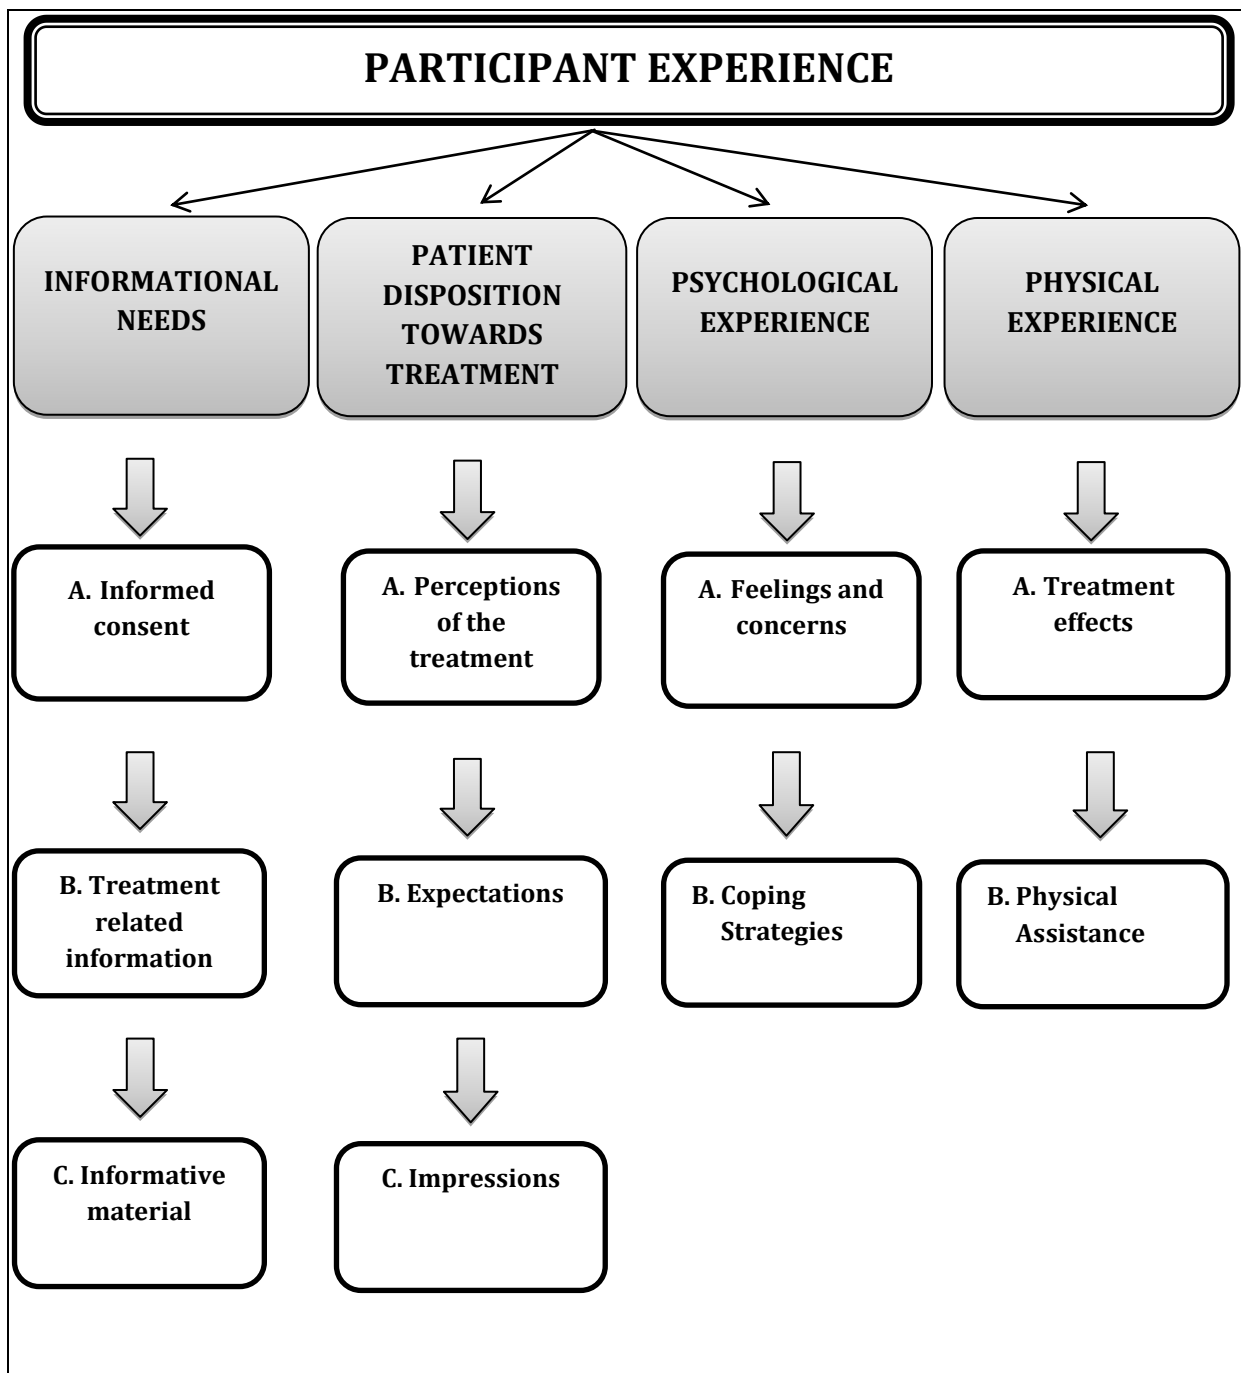 PARTICIPANT EXPERIENCE
INFORMATIONAL
NEEDS
PATIENT
DISPOSITION
TOWARDS
TREATMENT
PSYCHOLOGICAL
EXPERIENCE
PHYSICAL
EXPERIENCE
A. Informed
consent
A. Perceptions
of the
treatment
A. Feelings and
concerns
A. Treatment
effects
B. Treatment
related
information
B. Expectations
B. Coping
Strategies
B. Physical
Assistance
C. Informative
material
C. Impressions